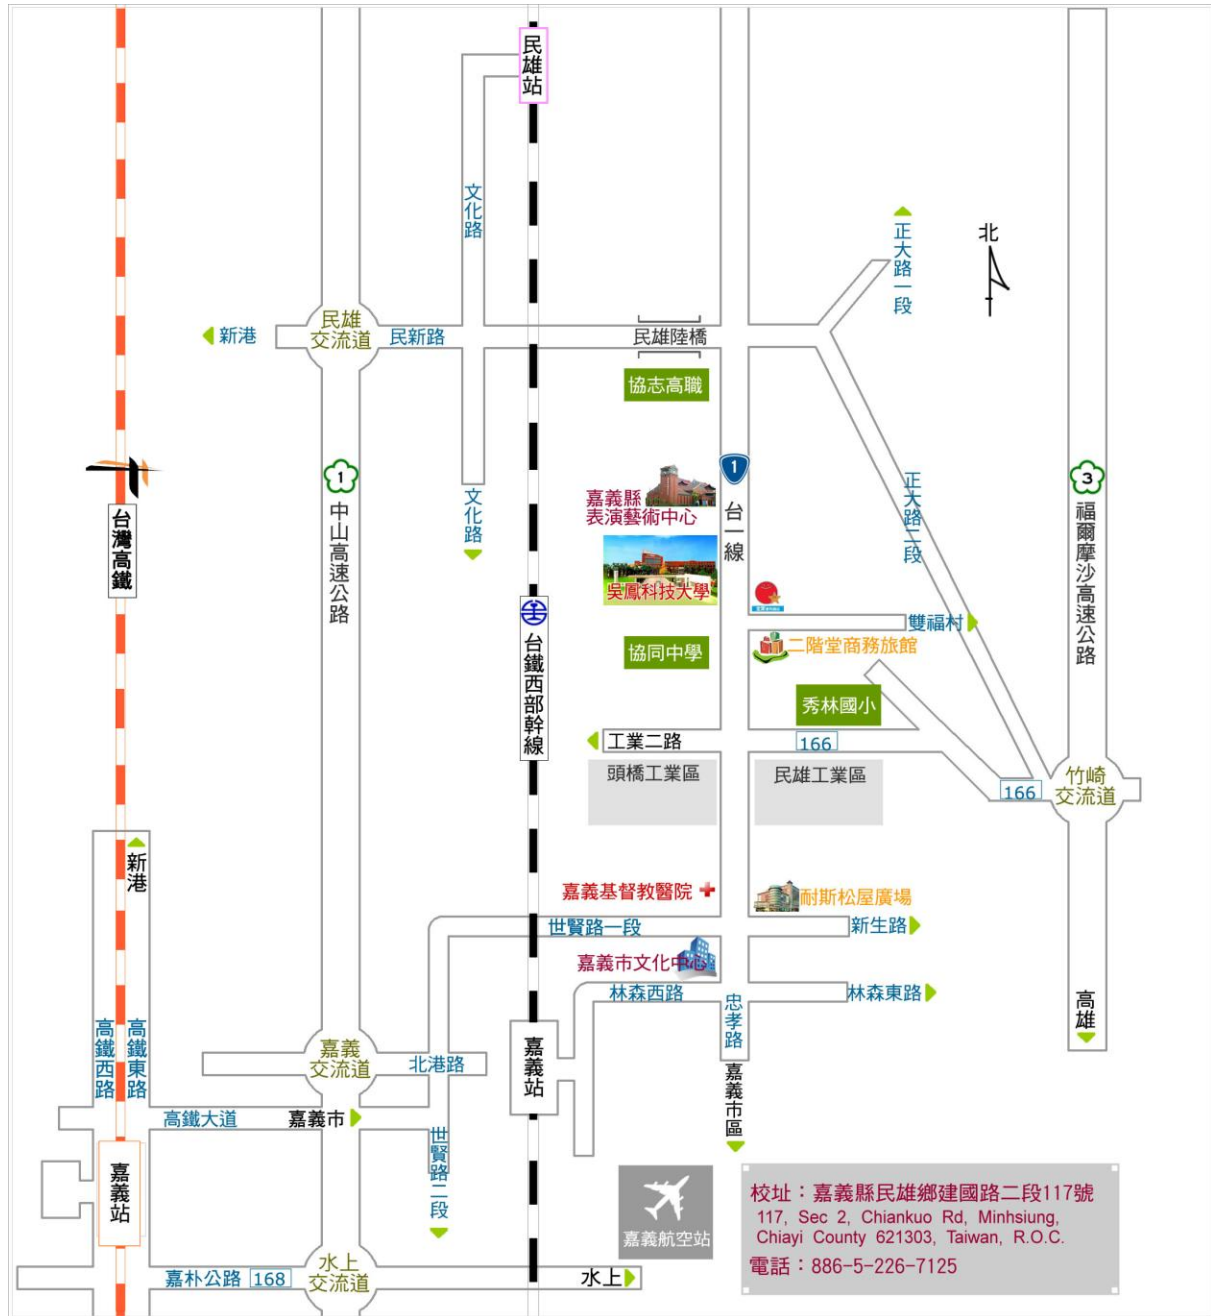 民雄站
文化路
正大路一段
北
新港
民雄
交流道
民新路
民雄陸橋
協志高職
1
中山高速公路
文化路
嘉義縣
表演藝術中心
1
台一線
正大路二段
3
福爾摩沙高速公路
台灣高鐵
吳鳳科技大學
雙福村
台鐵西部幹線
協同中學
二階堂商務旅館
秀林國小
工業二路
166
頭橋工業區
民雄工業區
166
竹崎
交流道
新港
嘉義基督教醫院
耐斯松屋廣場
世賢路一段
新生路
嘉義市文化中心
林森西路
林森東路
高鐵西路
高鐵東路
忠孝路
高雄
嘉義
交流道
北港路
嘉義站
嘉義市區
高鐵大道
嘉義市
世賢路二段
嘉義站
嘉義航空站
水上
交流道
嘉朴公路
168
水上
校址：嘉義縣民雄鄉建國路二段117號
117, Sec 2, Chiankuo Rd, Minhsiung,
Chiayi County 621303, Taiwan, R.O.C.
電話：886-5-226-7125